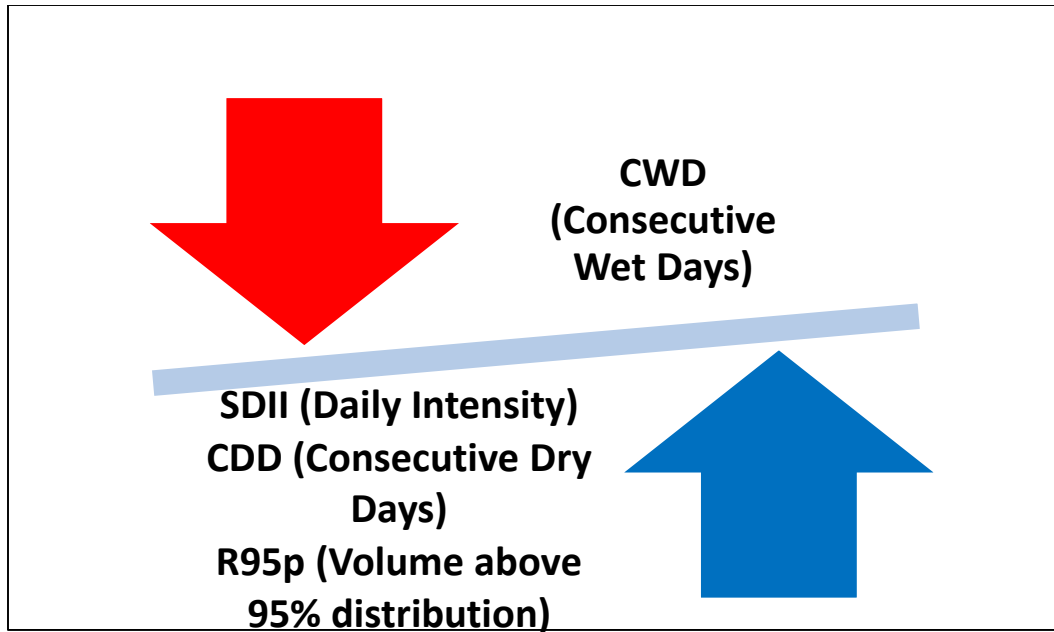 CWD
(Consecutive
Wet Days)
SDII (Daily Intensity)
CDD (Consecutive Dry
Days)
R95p (Volume above
95% distribution)